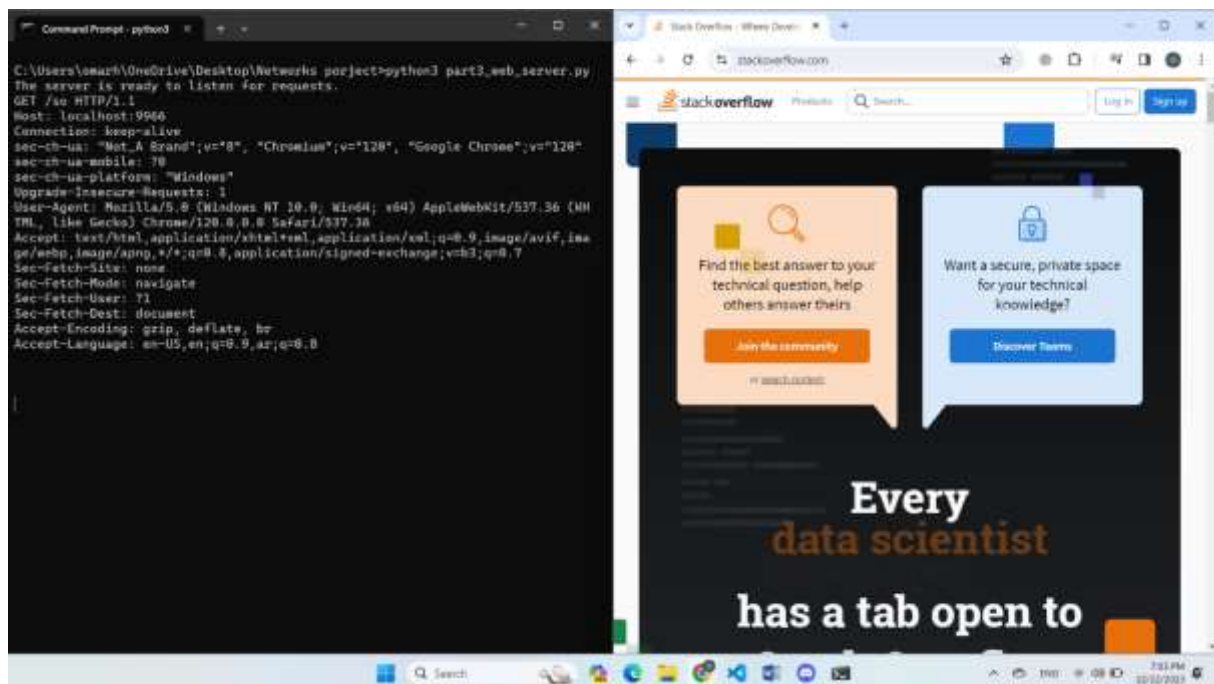 Command Prompt - python3
C:\Users\omarh\OneDrive\Desktop\Networks porject>python3 part3_web_server.py
The server is ready to listen for requests.
GET /so HTTP/1.1
Host: localhost:9966
Connection: keep-alive
sec-ch-ua: "Not_A Brand";v="8", "Chromium";v="120", "Google Chrome";v="120"
sec-ch-ua-mobile: ?0
sec-ch-ua-platform: "Windows"
Upgrade-Insecure-Requests: 1
User-Agent: Mozilla/5.0 (Windows NT 10.0; Win64; x64) AppleWebKit/537.36 (KH
TML, like Gecko) Chrome/120.0.0.0 Safari/537.36
Accept: text/html,application/xhtml+xml,application/xml;q=0.9,image/avif,ima
ge/webp,image/apng,*/*;q=0.8,application/signed-exchange;v=b3;q=0.7
Sec-Fetch-Site: none
Sec-Fetch-Mode: navigate
Sec-Fetch-User: ?1
Sec-Fetch-Dest: document
Accept-Encoding: gzip, deflate, br
Accept-Language: en-US,en;q=0.9,ar;q=0.8
Stack Overflow - Where Devel
stackoverflow.com
stackoverflow
Products
Search...
Log in
Sign up
Find the best answer to your
technical question, help
others answer theirs
Join the community
or search content
Want a secure, private space
for your technical
knowledge?
Discover Teams
Every
data scientist
has a tab open to
Search
ENG
7:03 PM